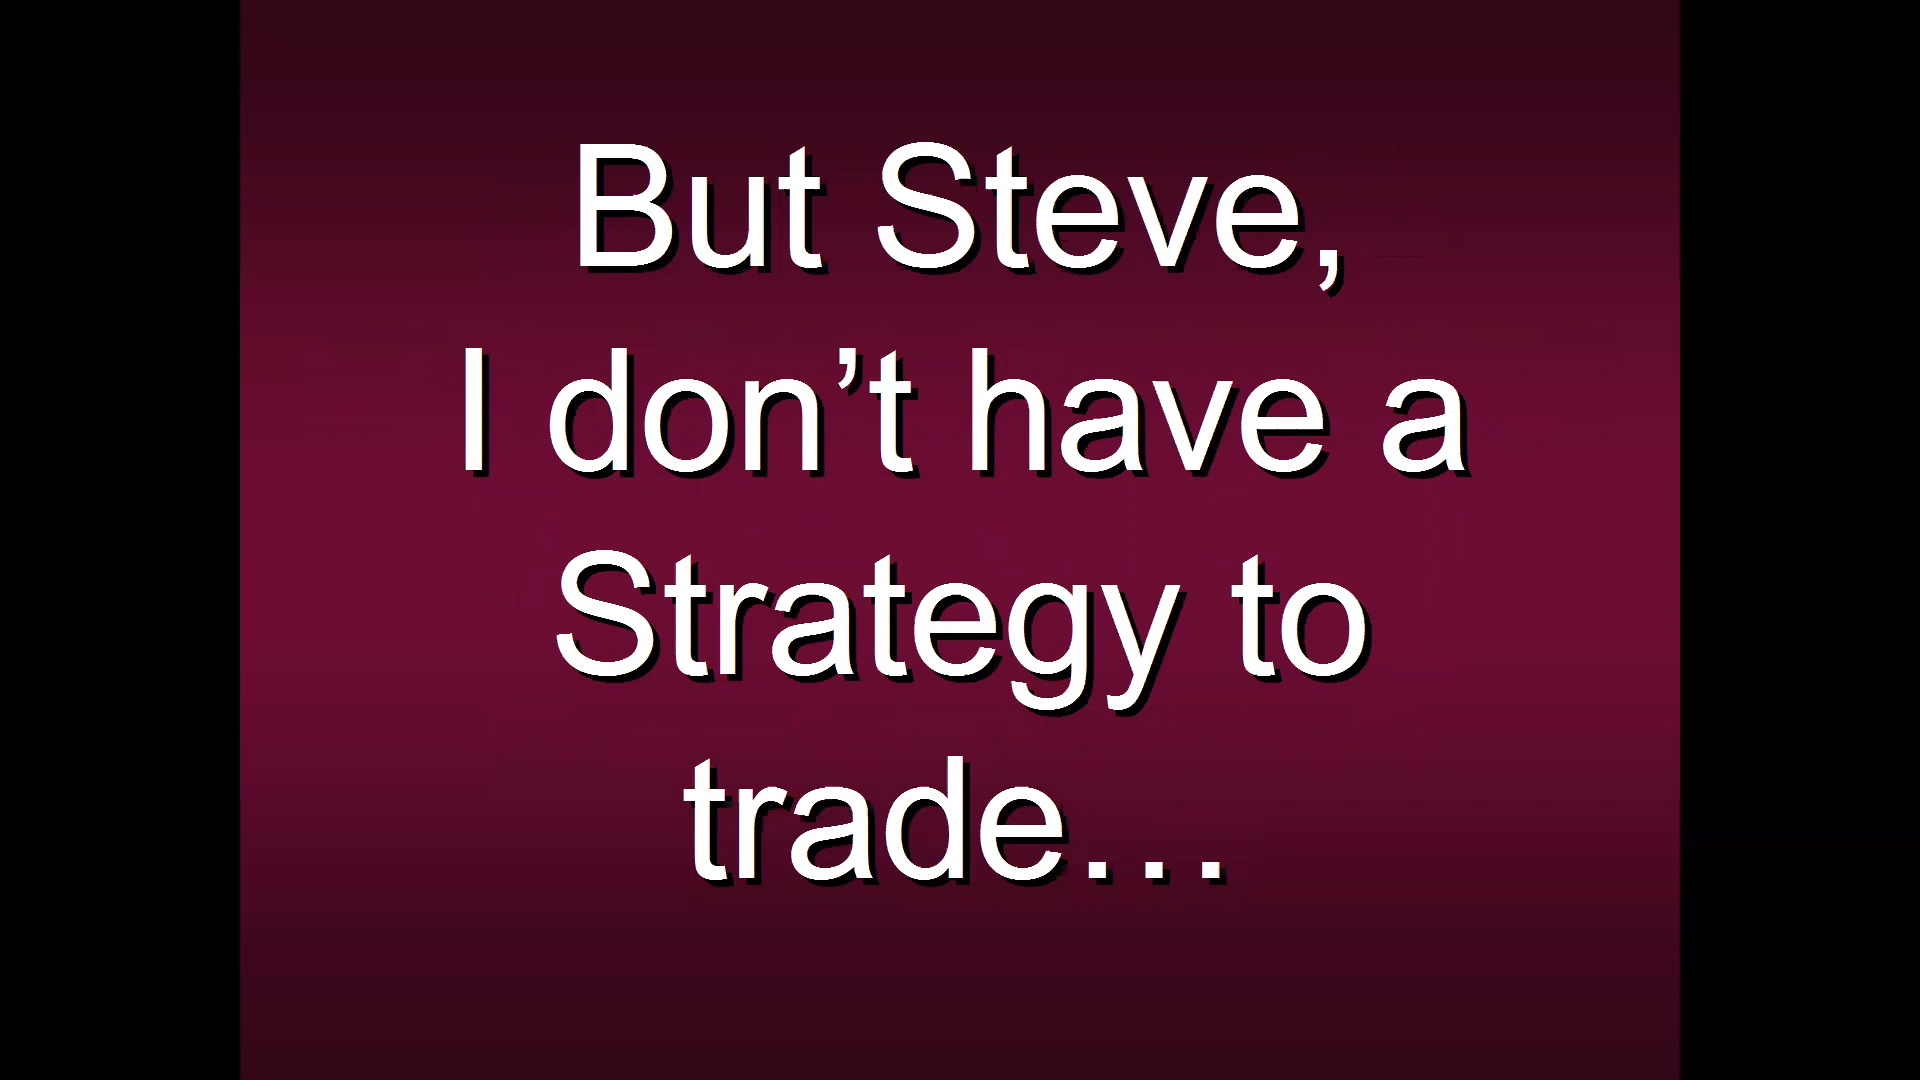 But Steve,
I don’t have a
Strategy to
trade…